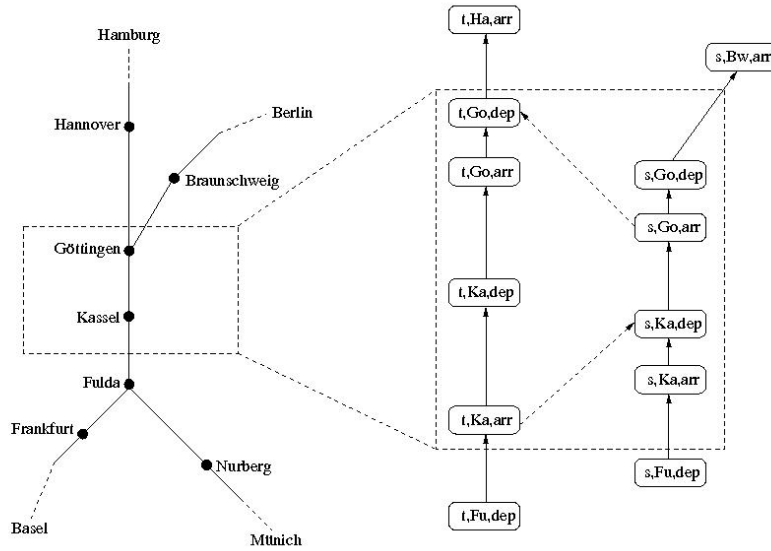 Hamburg
Hannover
Berlin
Braunschweig
Göttingen
Kassel
Fulda
Frankfurt
Nurberg
Basel
Münich
t,Ha,arr
s,Bw,arr
t,Go,dep
t,Go,arr
s,Go,dep
s,Go,arr
t,Ka,dep
s,Ka,dep
s,Ka,arr
t,Ka,arr
s,Fu,dep
t,Fu,dep